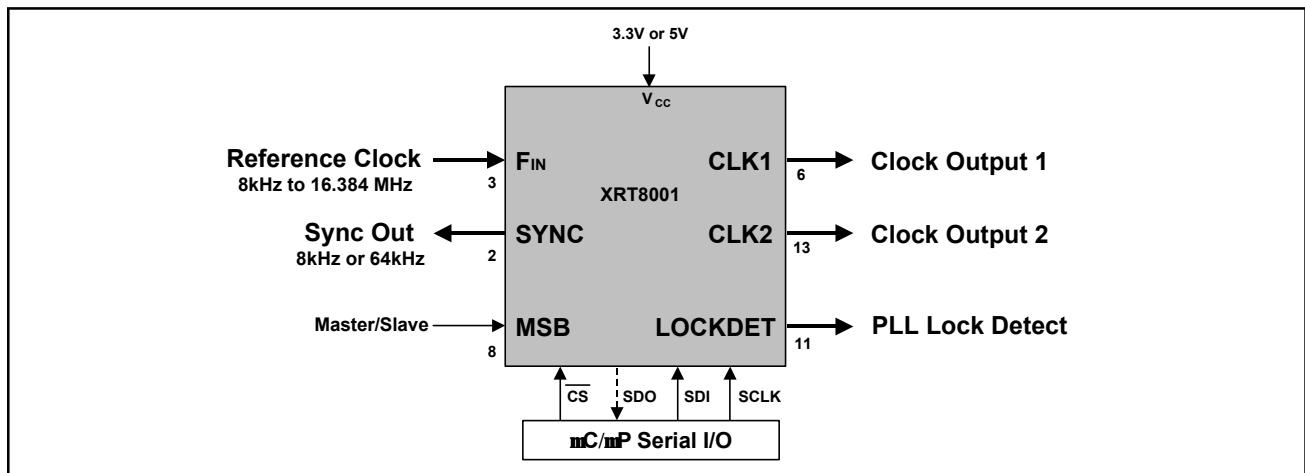 3.3V or 5V
VCC
Reference Clock
8kHz to 16.384 MHz
3
FIN
CLK1
6
Clock Output 1
XRT8001
Sync Out
8kHz or 64kHz
2
SYNC
CLK2
13
Clock Output 2
Master/Slave
8
MSB
LOCKDET
11
PLL Lock Detect
CS
SDO
SDI
SCLK
mC/mP Serial I/O